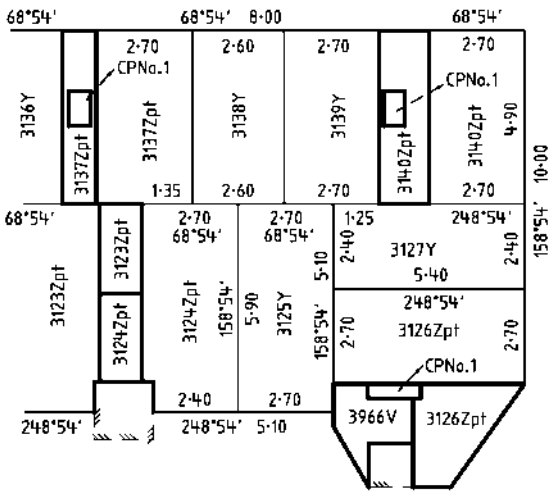 68°54' 68°54' 8·00 68°54'
2·70 2·60 2·70 2·70
CPNo.1 CPNo.1
3136Y 3137Zpt 3137Zpt 3138Y 3139Y 3140Zpt 3140Zpt 4·90 10·00
1·35 2·60 2·70 2·70
68°54' 2·70 2·70 1·25 248°54' 158°54'
68°54' 68°54'
3123Zpt 3123Zpt 3124Zpt 158°54' 5·90 3125Y 5·10 2·40 3127Y 2·40
5·40
248°54'
3124Zpt 158°54' 2·70 3126Zpt 2·70
CPNo.1
2·40 2·70
248°54' 248°54' 5·10 3966V 3126Zpt